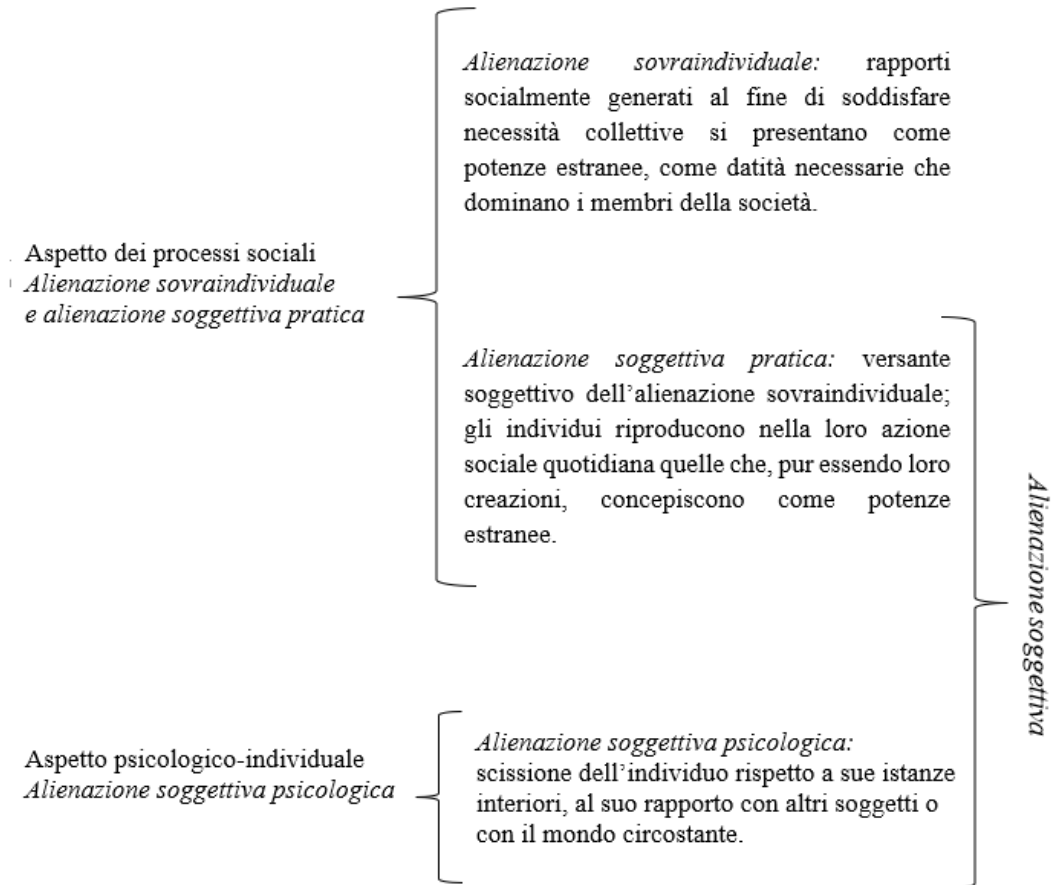 Alienazione sovraindividuale: rapporti
socialmente generati al fine di soddisfare
necessità collettive si presentano come
potenze estranee, come datità necessarie che
dominano i membri della società.
Aspetto dei processi sociali
Alienazione sovraindividuale
e alienazione soggettiva pratica
Alienazione soggettiva pratica: versante
soggettivo dell’alienazione sovraindividuale;
gli individui riproducono nella loro azione
sociale quotidiana quelle che, pur essendo loro
creazioni, concepiscono come potenze
estranee.
Alienazione soggettiva
Aspetto psicologico-individuale
Alienazione soggettiva psicologica
Alienazione soggettiva psicologica:
scissione dell’individuo rispetto a sue istanze
interiori, al suo rapporto con altri soggetti o
con il mondo circostante.